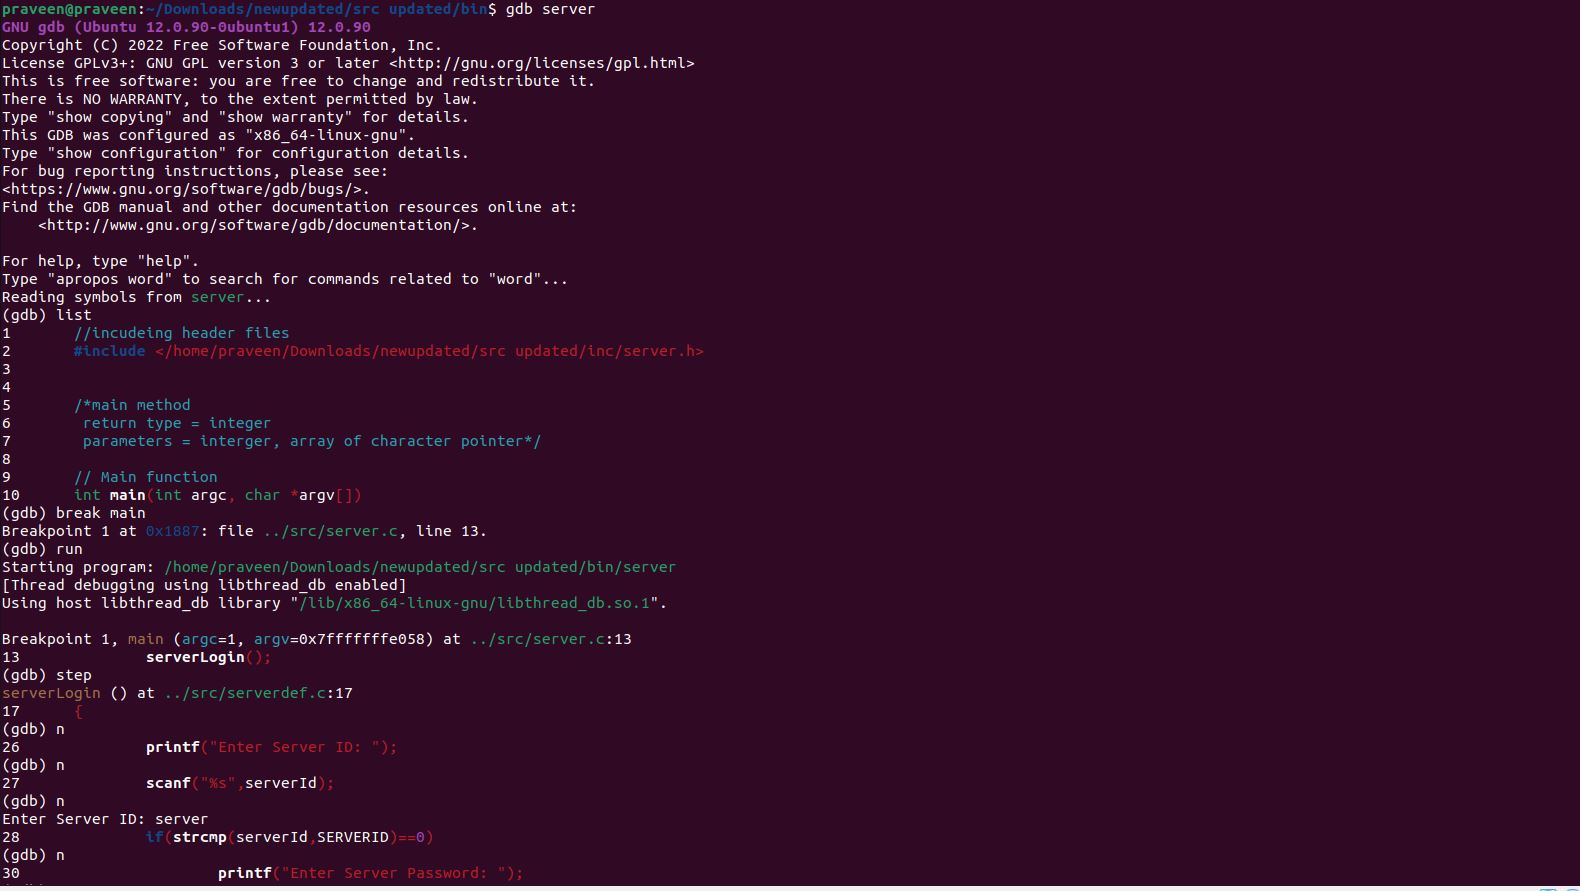 praveen@praveen:~/Downloads/newupdated/src updated/bin$ gdb server
GNU gdb (Ubuntu 12.0.90-0ubuntu1) 12.0.90
Copyright (C) 2022 Free Software Foundation, Inc.
License GPLv3+: GNU GPL version 3 or later <http://gnu.org/licenses/gpl.html>
This is free software: you are free to change and redistribute it.
There is NO WARRANTY, to the extent permitted by law.
Type "show copying" and "show warranty" for details.
This GDB was configured as "x86_64-linux-gnu".
Type "show configuration" for configuration details.
For bug reporting instructions, please see:
<https://www.gnu.org/software/gdb/bugs/>.
Find the GDB manual and other documentation resources online at:
    <http://www.gnu.org/software/gdb/documentation/>.

For help, type "help".
Type "apropos word" to search for commands related to "word"...
Reading symbols from server...
(gdb) list
1       //incudeing header files
2       #include </home/praveen/Downloads/newupdated/src updated/inc/server.h>
3
4
5       /*main method
6        return type = integer
7        parameters = interger, array of character pointer*/
8
9       // Main function
10      int main(int argc, char *argv[])
(gdb) break main
Breakpoint 1 at 0x1887: file ../src/server.c, line 13.
(gdb) run
Starting program: /home/praveen/Downloads/newupdated/src updated/bin/server
[Thread debugging using libthread_db enabled]
Using host libthread_db library "/lib/x86_64-linux-gnu/libthread_db.so.1".

Breakpoint 1, main (argc=1, argv=0x7fffffffe058) at ../src/server.c:13
13              serverLogin();
(gdb) step
serverLogin () at ../src/serverdef.c:17
17      {
(gdb) n
26              printf("Enter Server ID: ");
(gdb) n
27              scanf("%s",serverId);
(gdb) n
Enter Server ID: server
28              if(strcmp(serverId,SERVERID)==0)
(gdb) n
30                      printf("Enter Server Password: ");